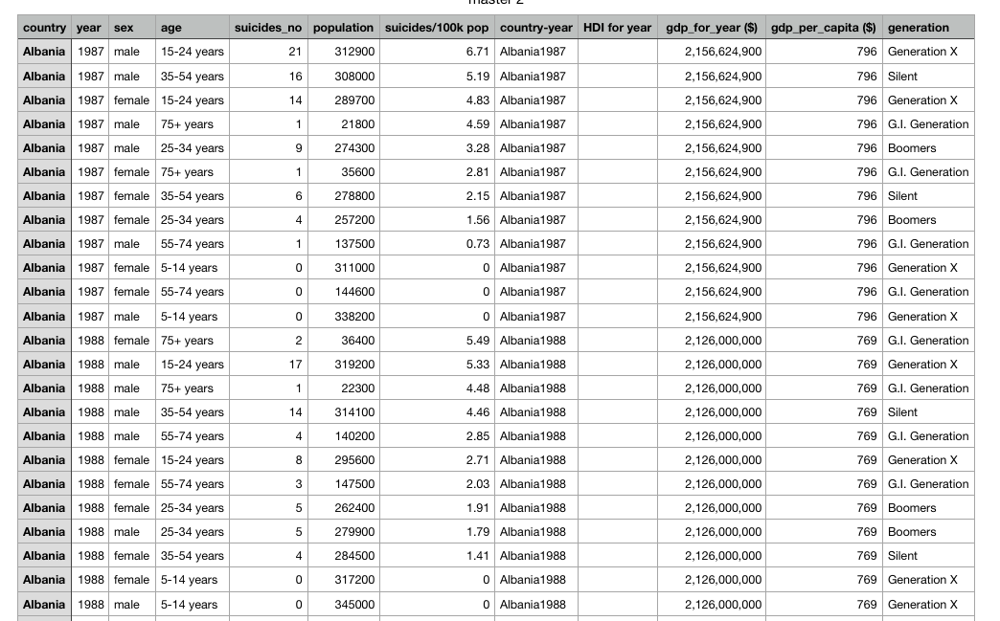 master 2
country year sex age suicides_no population suicides/100k pop country-year HDI for year gdp_for_year ($) gdp_per_capita ($) generation
Albania 1987 male 15-24 years 21 312900 6.71 Albania1987 2,156,624,900 796 Generation X
Albania 1987 male 35-54 years 16 308000 5.19 Albania1987 2,156,624,900 796 Silent
Albania 1987 female 15-24 years 14 289700 4.83 Albania1987 2,156,624,900 796 Generation X
Albania 1987 male 75+ years 1 21800 4.59 Albania1987 2,156,624,900 796 G.I. Generation
Albania 1987 male 25-34 years 9 274300 3.28 Albania1987 2,156,624,900 796 Boomers
Albania 1987 female 75+ years 1 35600 2.81 Albania1987 2,156,624,900 796 G.I. Generation
Albania 1987 female 35-54 years 6 278800 2.15 Albania1987 2,156,624,900 796 Silent
Albania 1987 female 25-34 years 4 257200 1.56 Albania1987 2,156,624,900 796 Boomers
Albania 1987 male 55-74 years 1 137500 0.73 Albania1987 2,156,624,900 796 G.I. Generation
Albania 1987 female 5-14 years 0 311000 0 Albania1987 2,156,624,900 796 Generation X
Albania 1987 female 55-74 years 0 144600 0 Albania1987 2,156,624,900 796 G.I. Generation
Albania 1987 male 5-14 years 0 338200 0 Albania1987 2,156,624,900 796 Generation X
Albania 1988 female 75+ years 2 36400 5.49 Albania1988 2,126,000,000 769 G.I. Generation
Albania 1988 male 15-24 years 17 319200 5.33 Albania1988 2,126,000,000 769 Generation X
Albania 1988 male 75+ years 1 22300 4.48 Albania1988 2,126,000,000 769 G.I. Generation
Albania 1988 male 35-54 years 14 314100 4.46 Albania1988 2,126,000,000 769 Silent
Albania 1988 male 55-74 years 4 140200 2.85 Albania1988 2,126,000,000 769 G.I. Generation
Albania 1988 female 15-24 years 8 295600 2.71 Albania1988 2,126,000,000 769 Generation X
Albania 1988 female 55-74 years 3 147500 2.03 Albania1988 2,126,000,000 769 G.I. Generation
Albania 1988 female 25-34 years 5 262400 1.91 Albania1988 2,126,000,000 769 Boomers
Albania 1988 male 25-34 years 5 279900 1.79 Albania1988 2,126,000,000 769 Boomers
Albania 1988 female 35-54 years 4 284500 1.41 Albania1988 2,126,000,000 769 Silent
Albania 1988 female 5-14 years 0 317200 0 Albania1988 2,126,000,000 769 Generation X
Albania 1988 male 5-14 years 0 345000 0 Albania1988 2,126,000,000 769 Generation X